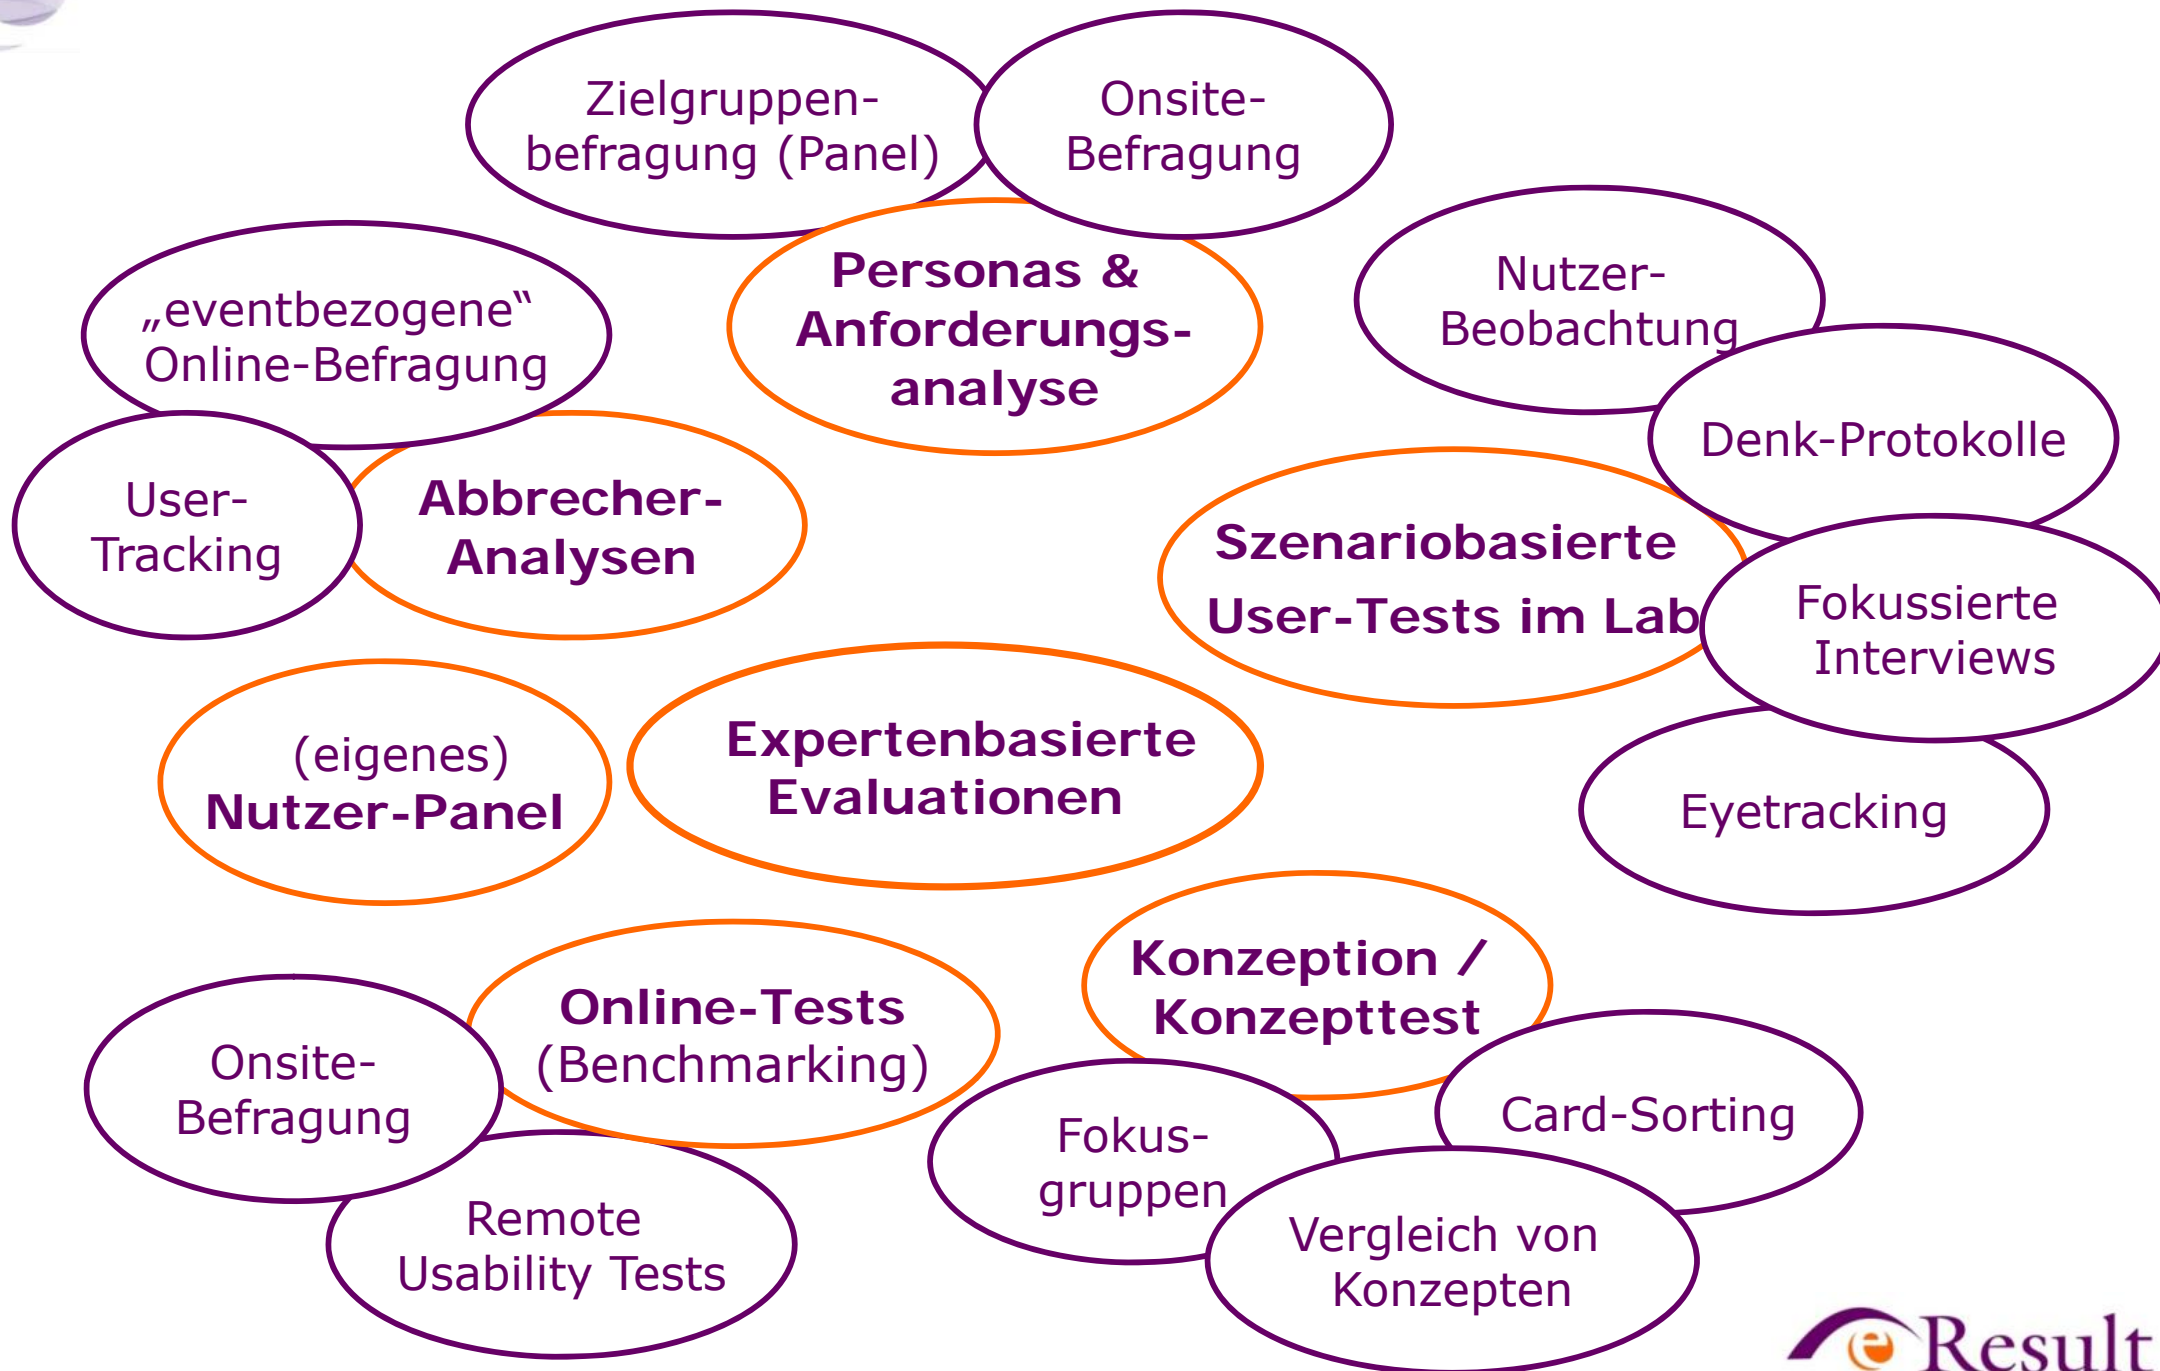 Zielgruppen-
befragung (Panel)
Onsite-
Befragung
Personas &
Anforderungs-
analyse
Nutzer-
Beobachtung
„eventbezogene“
Online-Befragung
Denk-Protokolle
User-
Tracking
Abbrecher-
Analysen
Szenariobasierte
User-Tests im Lab
Fokussierte
Interviews
(eigenes)
Nutzer-Panel
Expertenbasierte
Evaluationen
Eyetracking
Online-Tests
(Benchmarking)
Konzeption /
Konzepttest
Onsite-
Befragung
Card-Sorting
Fokus-
gruppen
Remote
Usability Tests
Vergleich von
Konzepten
e Result